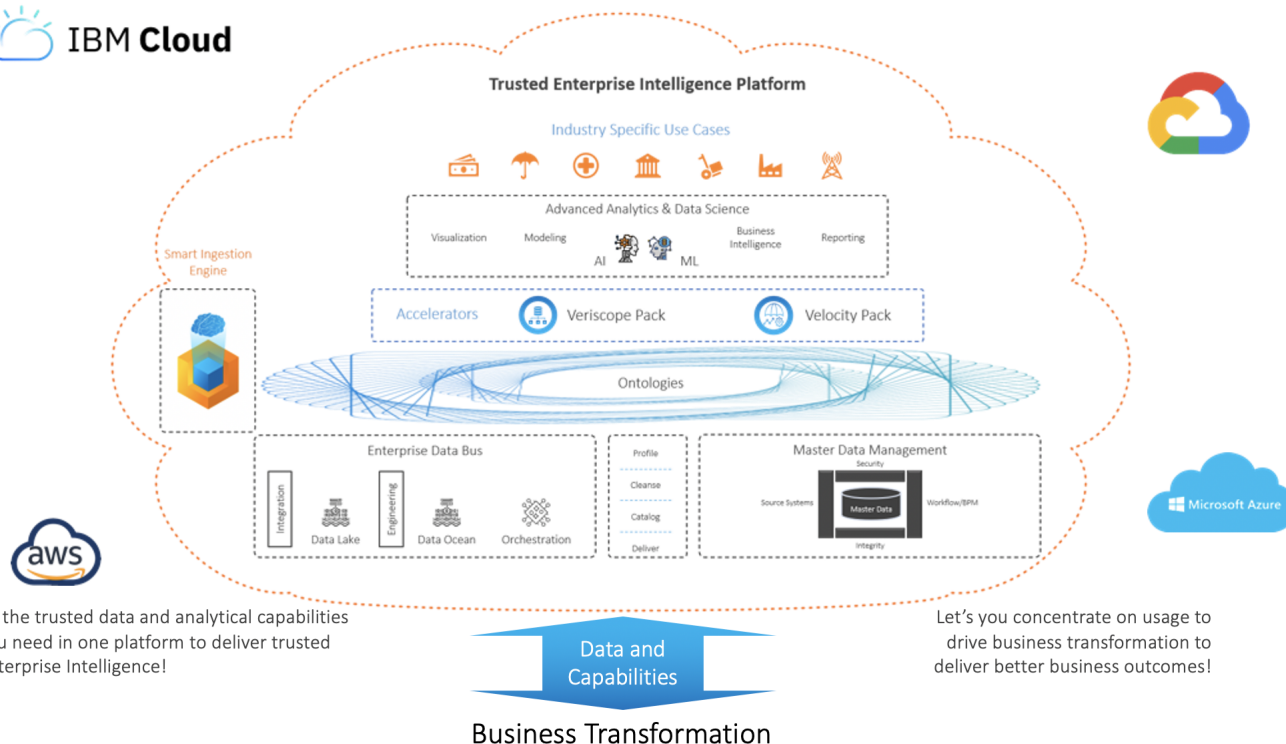 IBM Cloud
Trusted Enterprise Intelligence Platform
Industry Specific Use Cases
Advanced Analytics & Data Science
Visualization
Modeling
AI
ML
Business
Intelligence
Reporting
Smart Ingestion
Engine
Accelerators
Veriscope Pack
Velocity Pack
Ontologies
Enterprise Data Bus
Integration
Data Lake
Engineering
Data Ocean
Orchestration
Profile
Cleanse
Catalog
Deliver
Master Data Management
Security
Source Systems
Master Data
Workflow/BPM
Integrity
Microsoft Azure
aws
the trusted data and analytical capabilities
need in one platform to deliver trusted
Intelligence!
Let's you concentrate on usage to
drive business transformation to
deliver better business outcomes!
Data and
Capabilities
Business Transformation